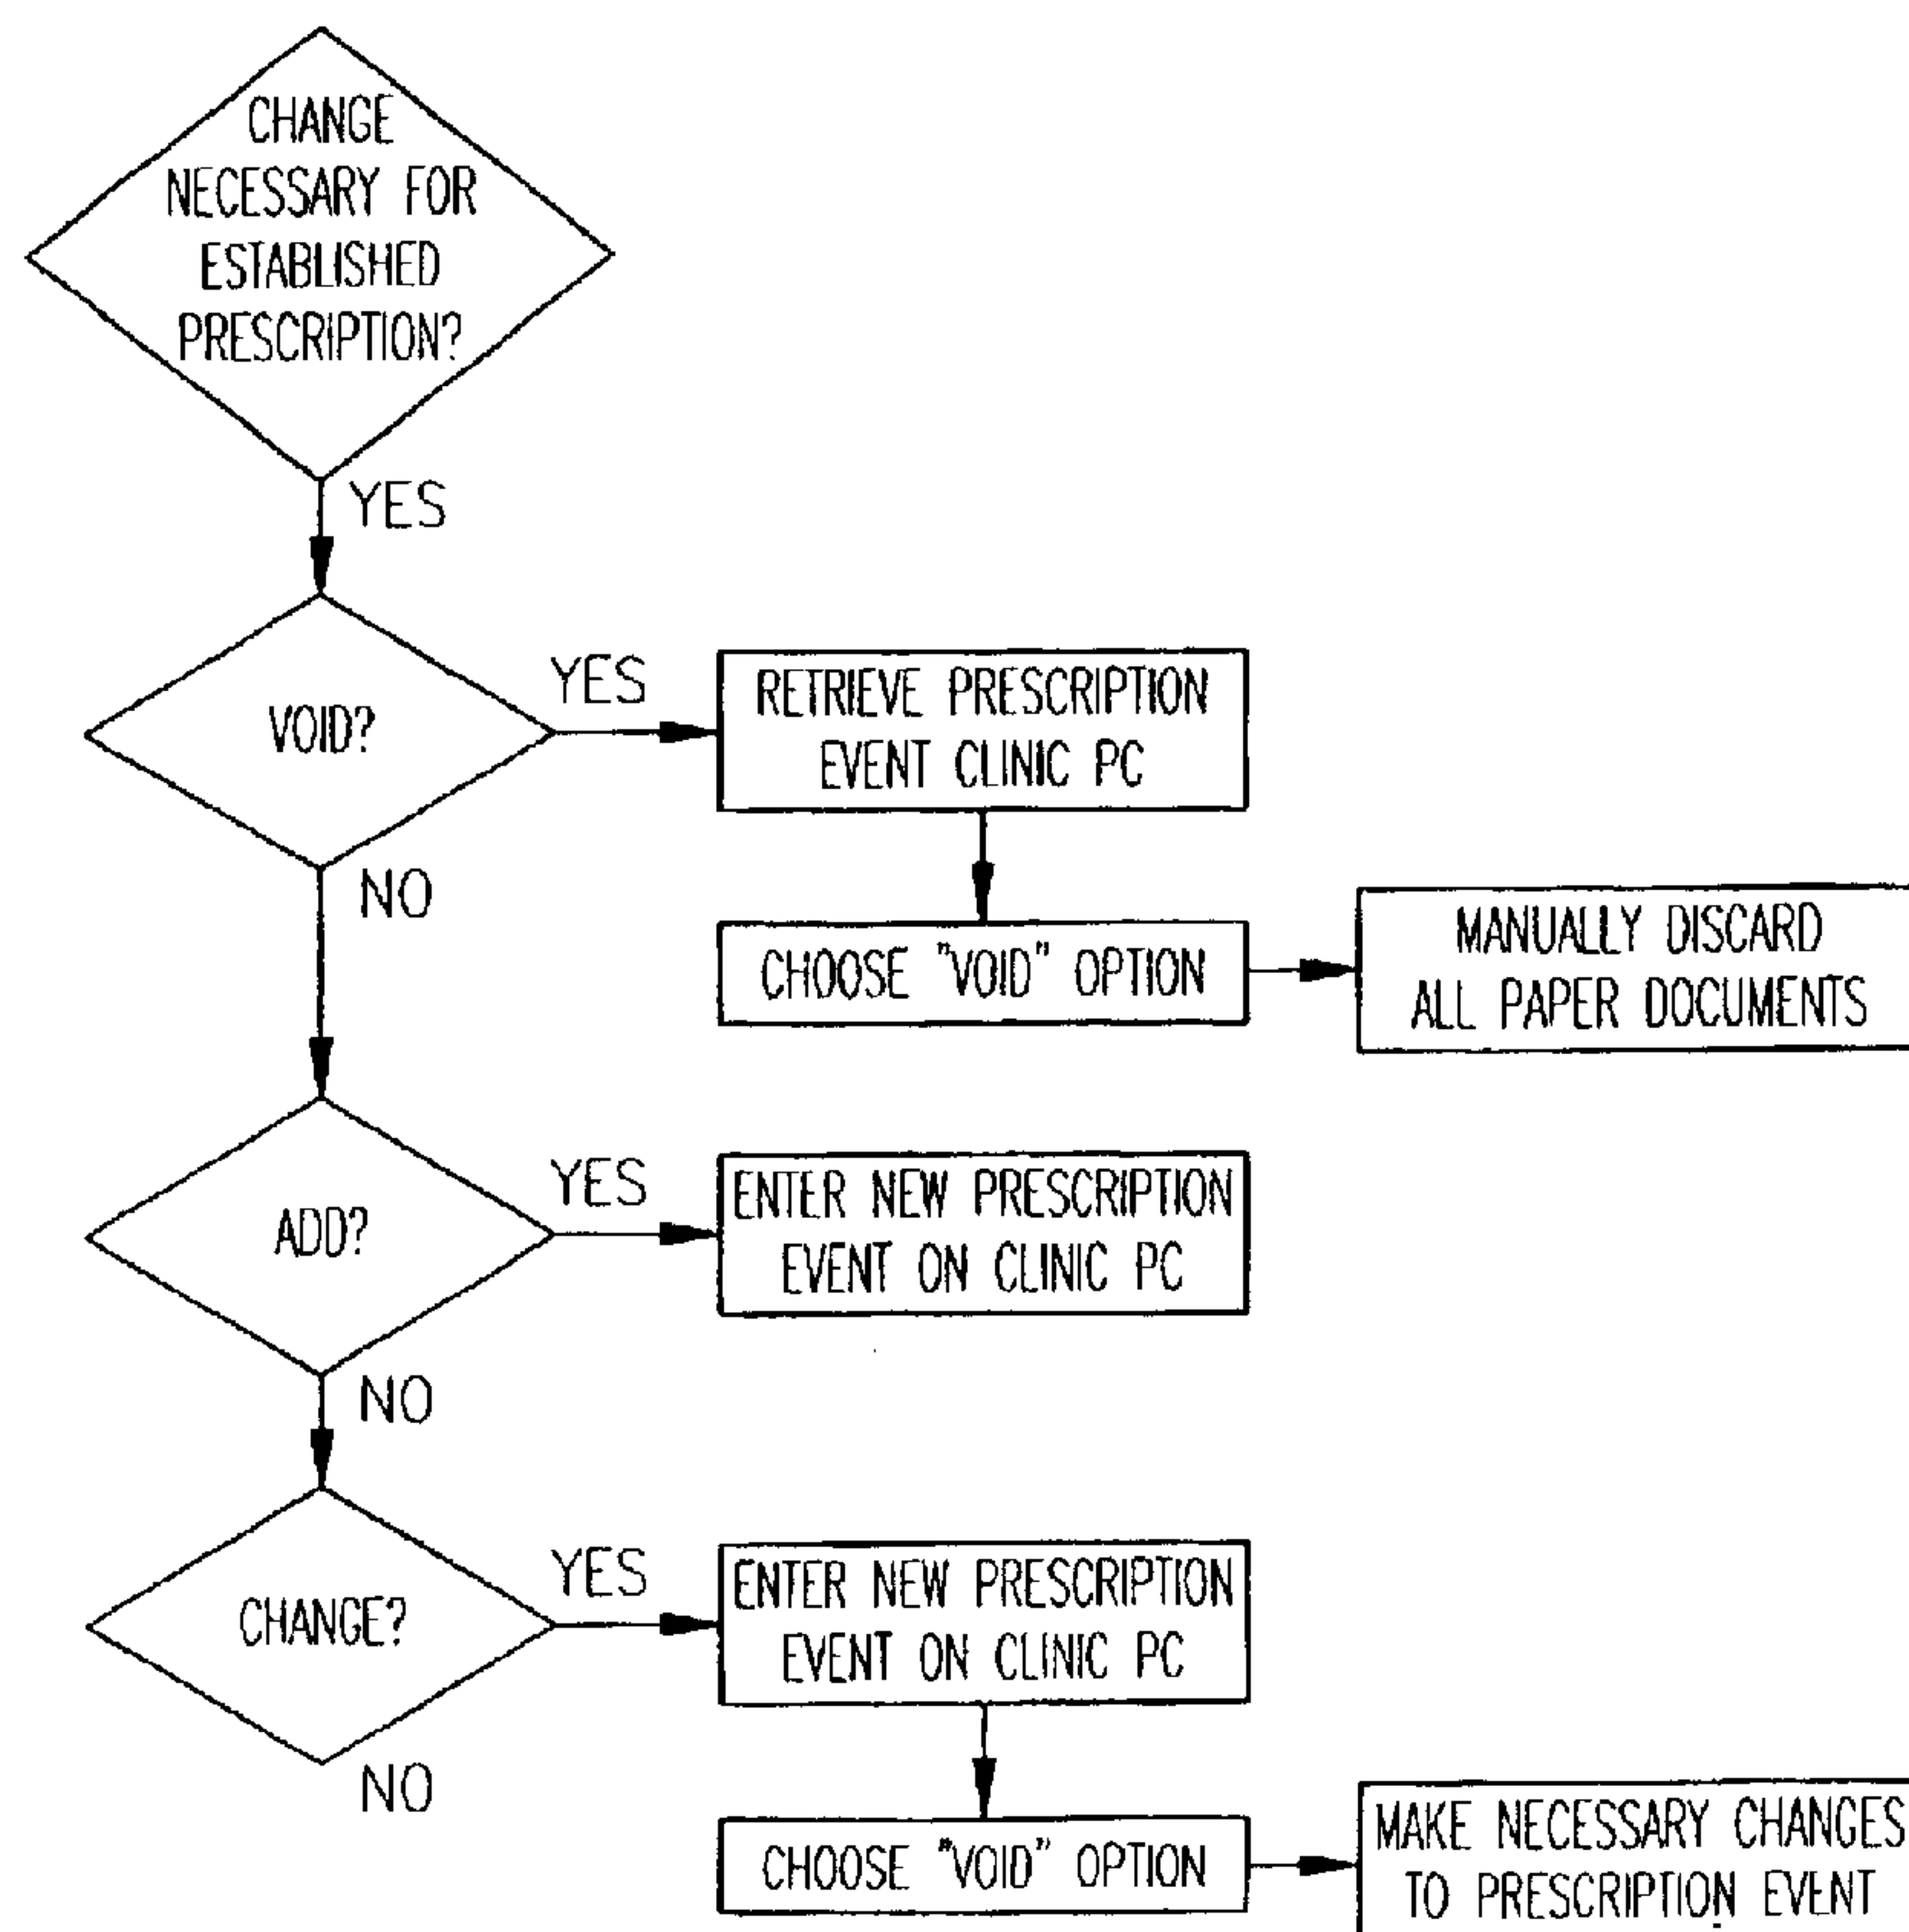 CHANGE
NECESSARY FOR
ESTABLISHED
PRESCRIPTION?
YES
VOID?
YES
RETRIEVE PRESCRIPTION
EVENT CLINIC PC
NO
CHOOSE "VOID" OPTION
MANUALLY DISCARD
ALL PAPER DOCUMENTS
ADD?
YES
ENTER NEW PRESCRIPTION
EVENT ON CLINIC PC
NO
CHANGE?
YES
ENTER NEW PRESCRIPTION
EVENT ON CLINIC PC
NO
CHOOSE "VOID" OPTION
MAKE NECESSARY CHANGES
TO PRESCRIPTION EVENT